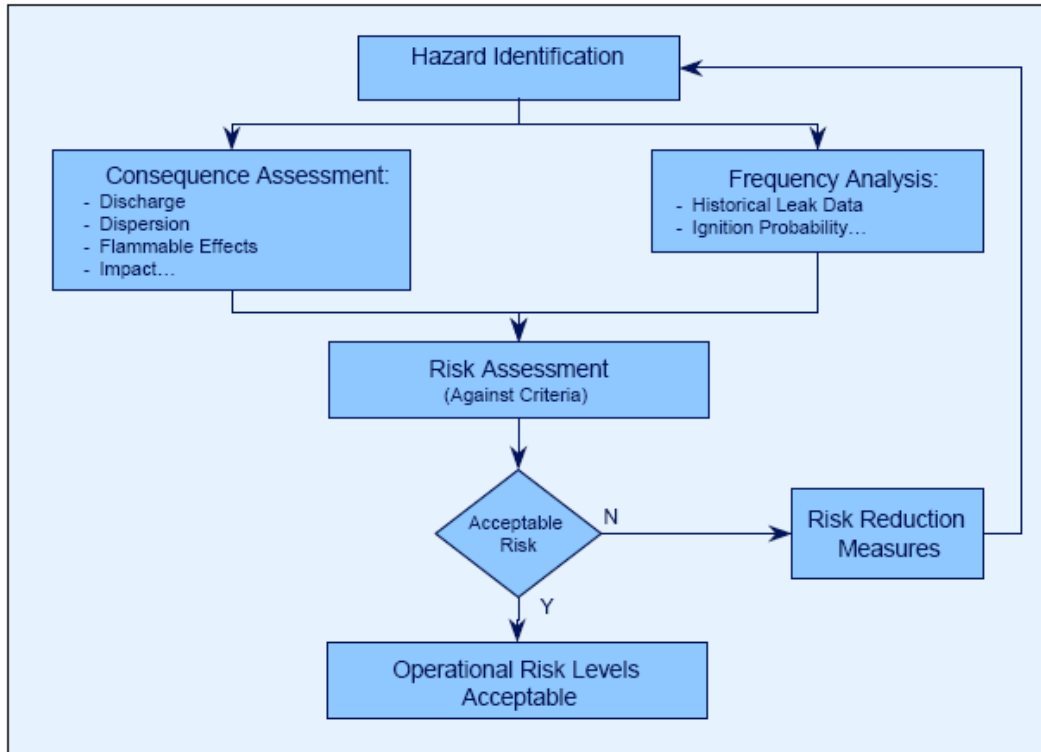 Hazard Identification
Consequence Assessment:
- Discharge
- Dispersion
- Flammable Effects
- Impact…
Frequency Analysis:
- Historical Leak Data
- Ignition Probability…
Risk Assessment
(Against Criteria)
Acceptable
Risk
N
Risk Reduction
Measures
Y
Operational Risk Levels
Acceptable